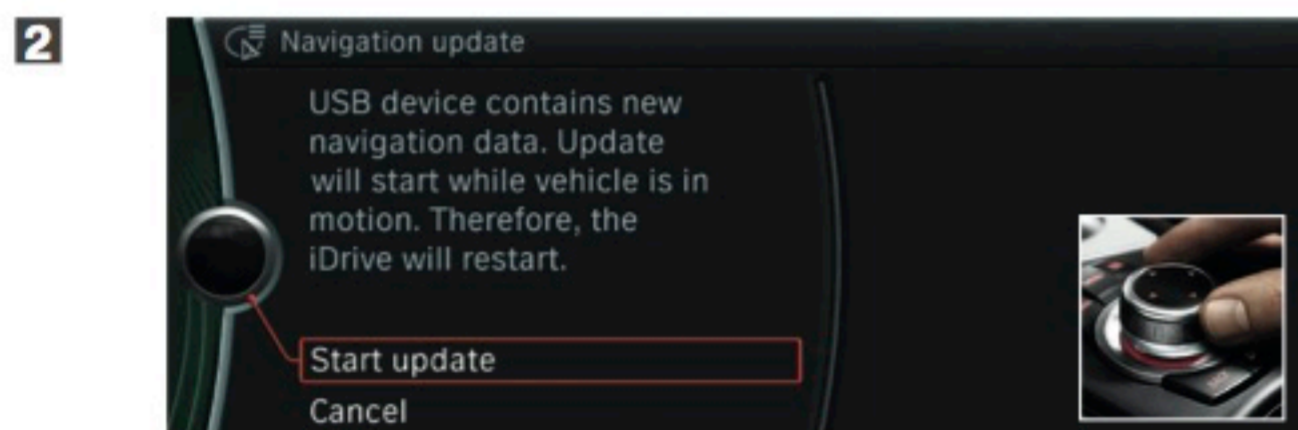 2
Navigation update
USB device contains new
navigation data. Update
will start while vehicle is in
motion. Therefore, the
iDrive will restart.
Start update
Cancel